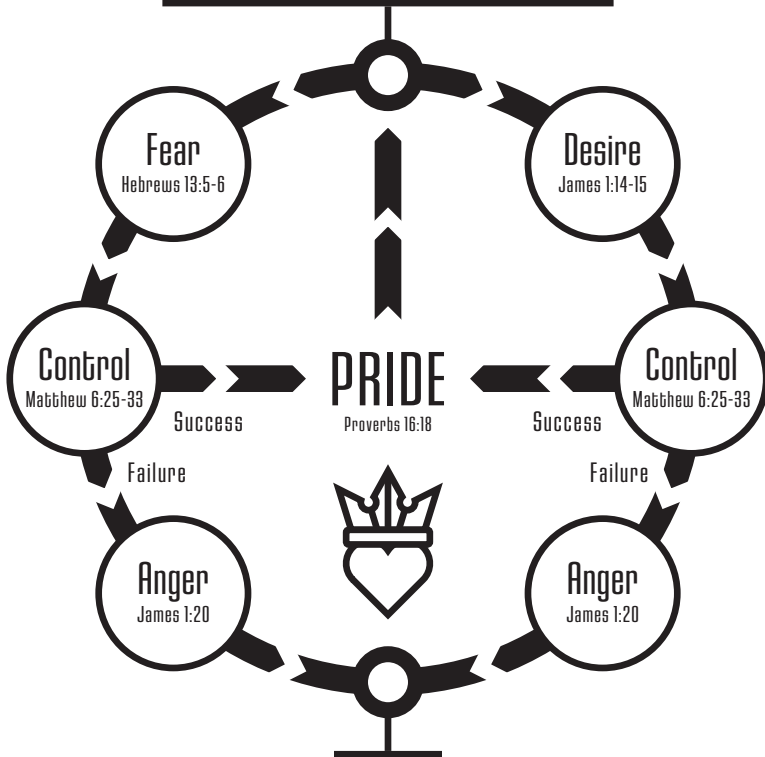 Fear
Hebrews 13:5-6
Desire
James 1:14-15
Control
Matthew 6:25-33
PRIDE
Proverbs 16:18
Control
Matthew 6:25-33
Success
Success
Failure
Failure
Anger
James 1:20
Anger
James 1:20